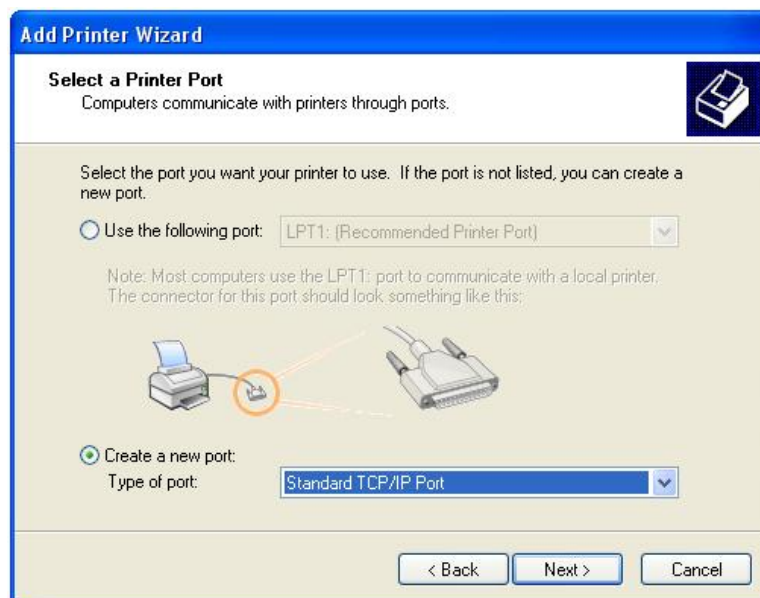 Add Printer Wizard
Select a Printer Port
Computers communicate with printers through ports.
Select the port you want your printer to use. If the port is not listed, you can create a
new port.
Use the following port: LPT1: (Recommended Printer Port)
Note: Most computers use the LPT1: port to communicate with a local printer.
The connector for this port should look something like this:
Create a new port:
Type of port: Standard TCP/IP Port
< Back Next > Cancel